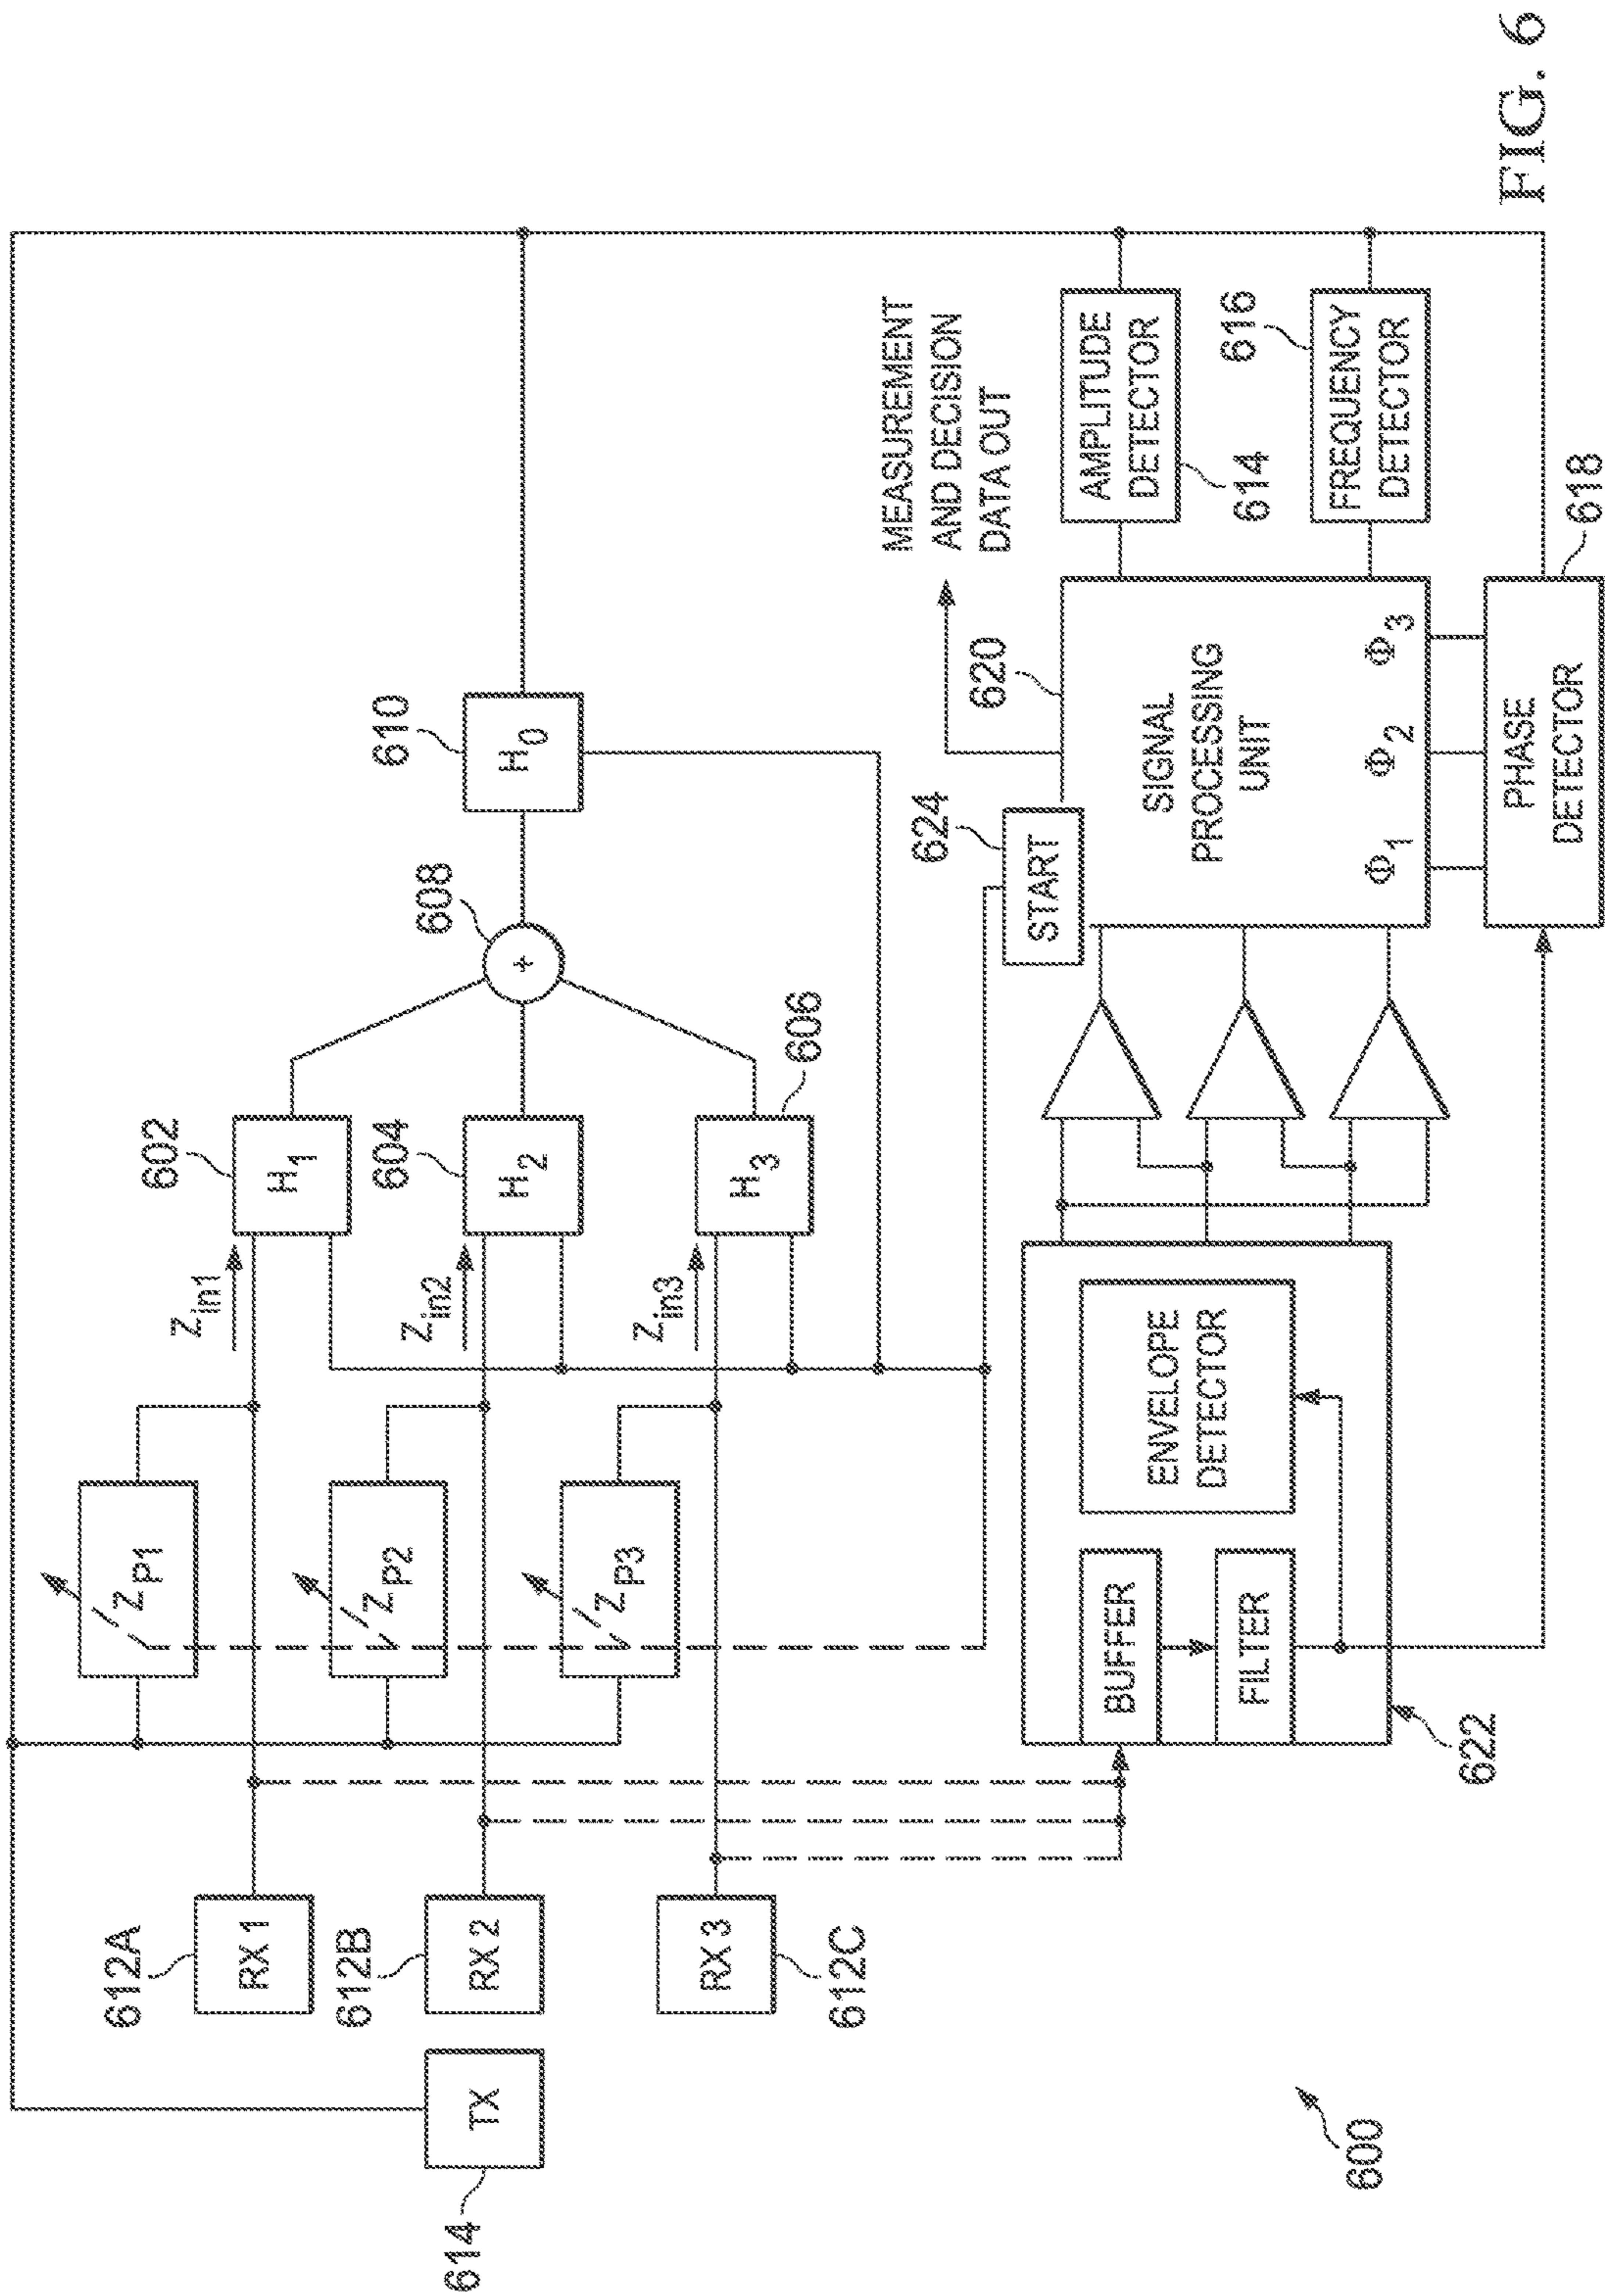 614
TX
612A
RX 1
612B
RX 2
612C
RX 3
ZP1
ZP2
ZP3
Zin1
Zin2
Zin3
602
H1
604
H2
606
H3
608
+
610
H0
MEASUREMENT
AND DECISION
DATA OUT
624
START
620
SIGNAL
PROCESSING
UNIT
Φ1
Φ2
Φ3
AMPLITUDE
DETECTOR
614
616
FREQUENCY
DETECTOR
618
PHASE
DETECTOR
BUFFER
FILTER
ENVELOPE
DETECTOR
622
600
FIG. 6